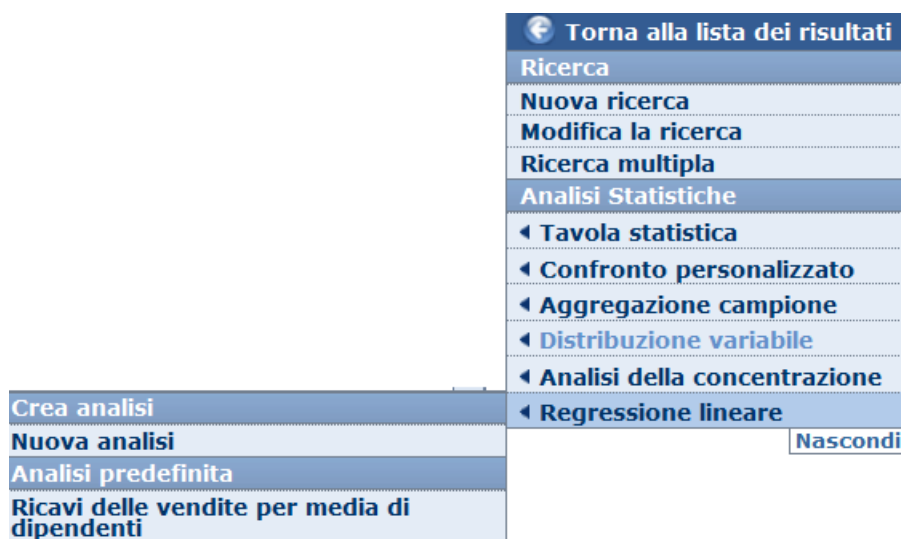 Torna alla lista dei risultati
Ricerca
Nuova ricerca
Modifica la ricerca
Ricerca multipla
Analisi Statistiche
Tavola statistica
Confronto personalizzato
Aggregazione campione
Distribuzione variabile
Analisi della concentrazione
Regressione lineare
Nascondi
Crea analisi
Nuova analisi
Analisi predefinita
Ricavi delle vendite per media di
dipendenti